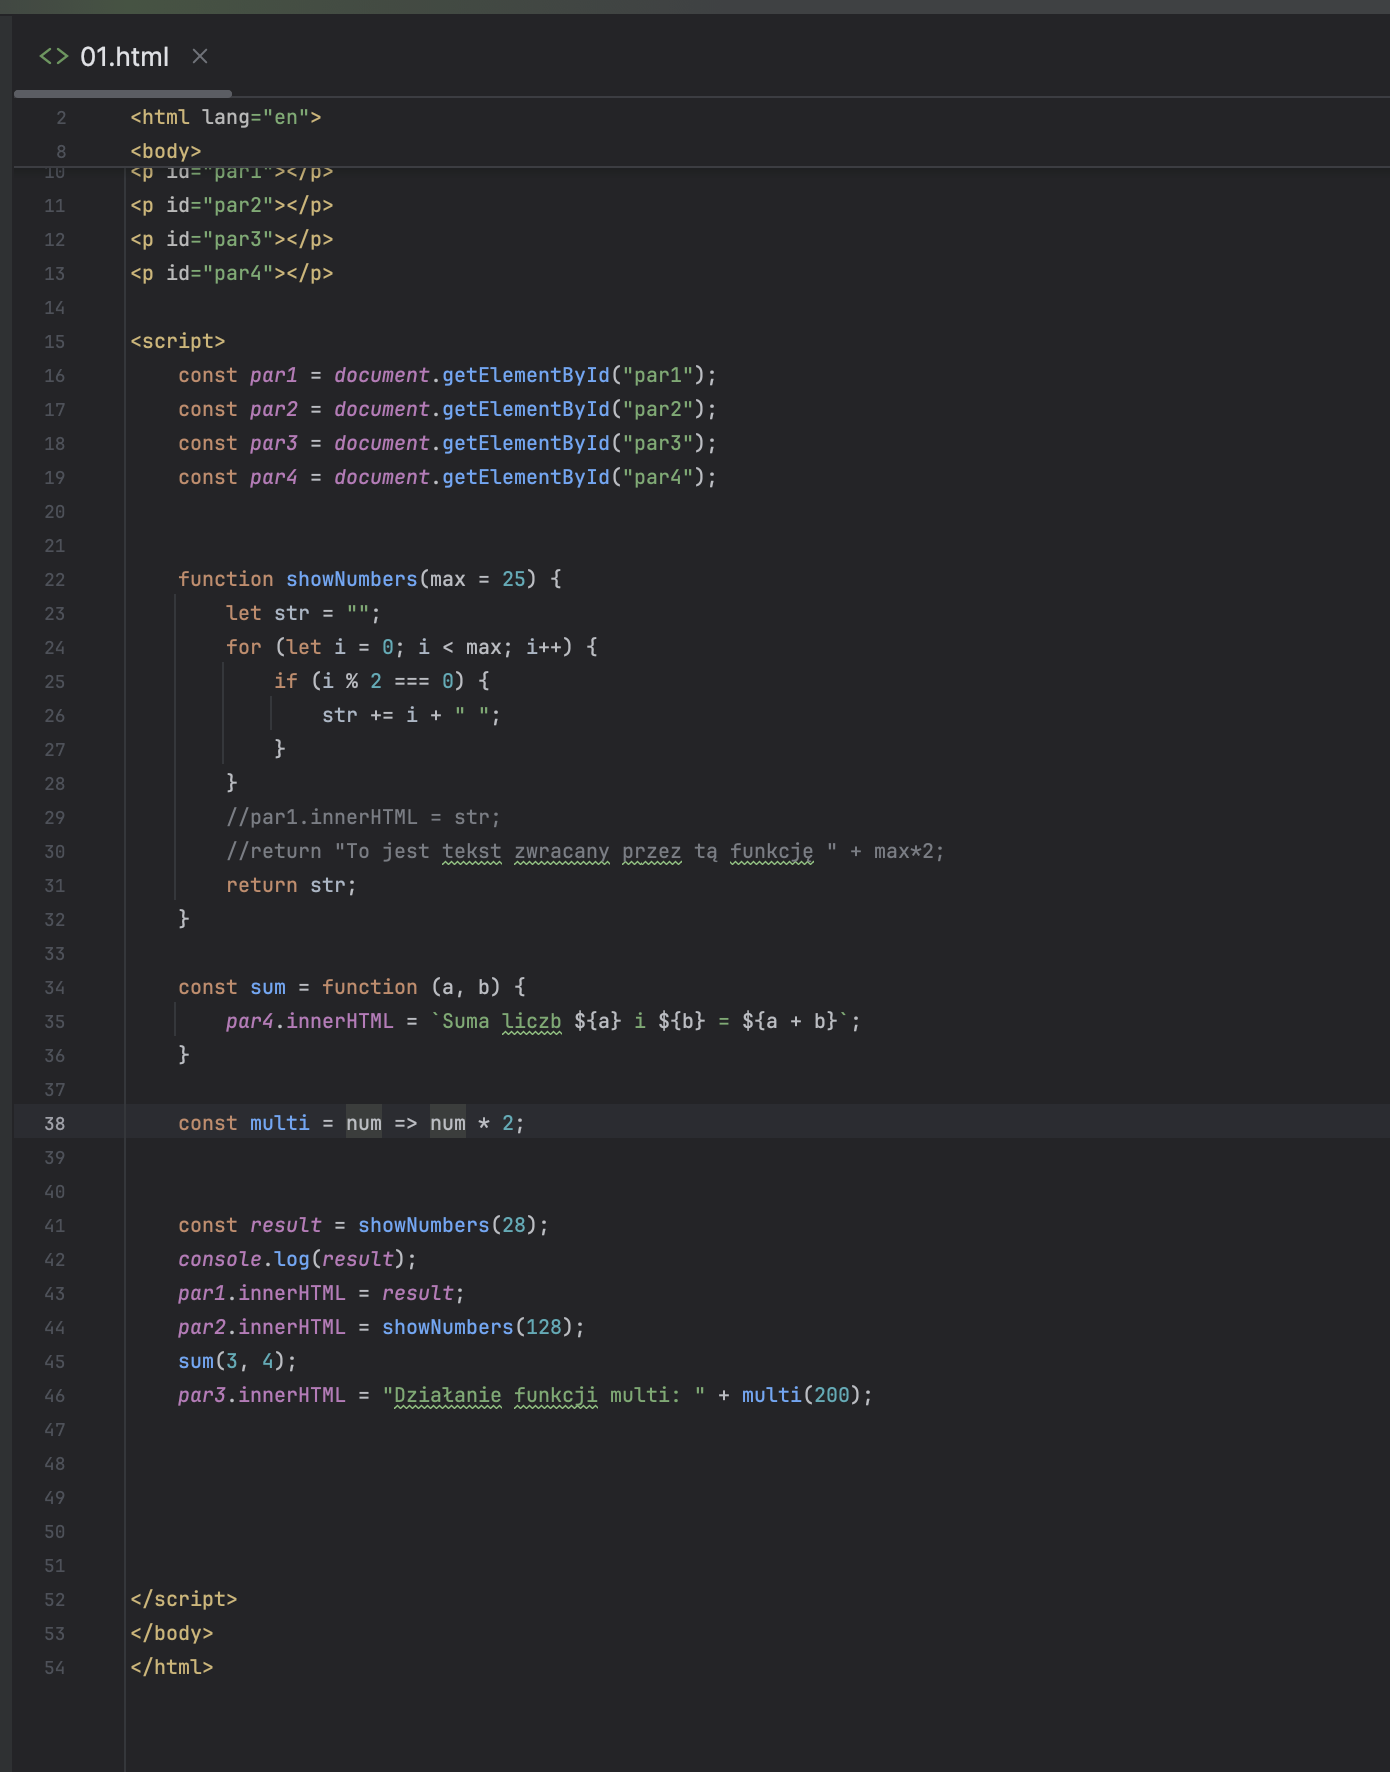 01.html
2 <html lang="en">
8 <body>
10 <p id="par1"></p>
11 <p id="par2"></p>
12 <p id="par3"></p>
13 <p id="par4"></p>
14
15 <script>
16     const par1 = document.getElementById("par1");
17     const par2 = document.getElementById("par2");
18     const par3 = document.getElementById("par3");
19     const par4 = document.getElementById("par4");
20
21
22     function showNumbers(max = 25) {
23         let str = "";
24         for (let i = 0; i < max; i++) {
25             if (i % 2 === 0) {
26                 str += i + " ";
27             }
28         }
29         //par1.innerHTML = str;
30         //return "To jest tekst zwracany przez tą funkcję " + max*2;
31         return str;
32     }
33
34     const sum = function (a, b) {
35         par4.innerHTML = `Suma liczb ${a} i ${b} = ${a + b}`;
36     }
37
38     const multi = num => num * 2;
39
40
41     const result = showNumbers(28);
42     console.log(result);
43     par1.innerHTML = result;
44     par2.innerHTML = showNumbers(128);
45     sum(3, 4);
46     par3.innerHTML = "Działanie funkcji multi: " + multi(200);
47
48
49
50
51
52 </script>
53 </body>
54 </html>